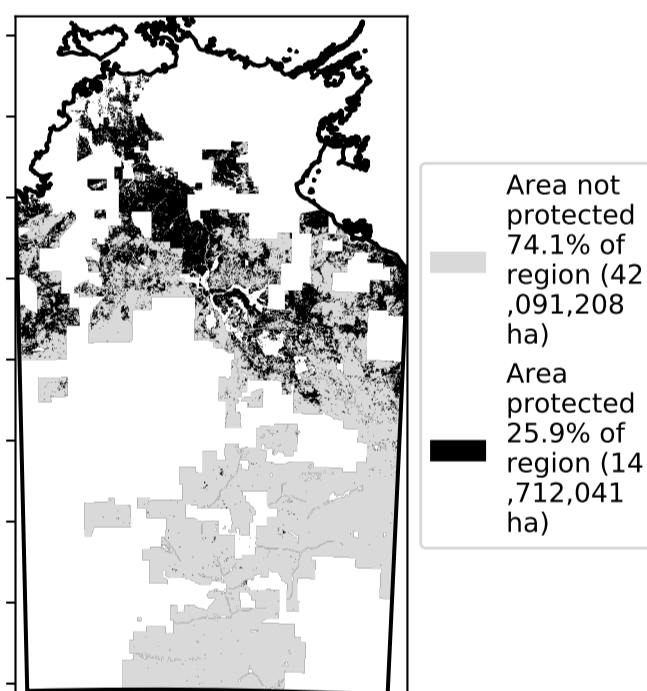 Area not
protected
74.1% of
region (42
,091,208
ha)
Area
protected
25.9% of
region (14
,712,041
ha)